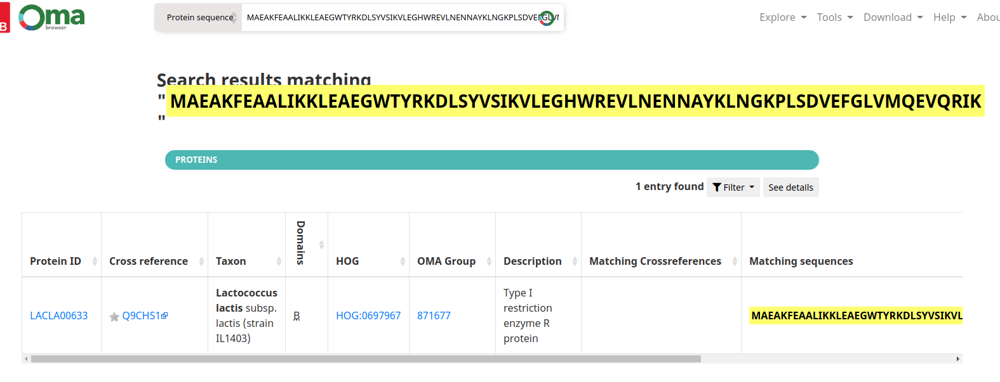 B
Oma
browser
Protein sequence
MAEAKFEAALIKKLEAEGWTYRKDLSYVSIKVLEGHWREVLNENNAYKLNGKPLSDVEFGLVM
Explore Tools Download Help Abou
Search results matching
"MAEAKFEAALIKKLEAEGWTYRKDLSYVSIKVLEGHWREVLNENNAYKLNGKPLSDVEFGLVMQEVQRIK
"
PROTEINS
1 entry found Filter See details
Protein ID Cross reference Taxon Domains HOG OMA Group Description Matching Crossreferences Matching sequences
LACLA00633
Q9CHS1
Lactococcus
lactis subsp.
lactis (strain
IL1403)
B
HOG:0697967
871677
Type I
restriction
enzyme R
protein
MAEAKFEAALIKKLEAEGWTYRKDLSYVSIKVL